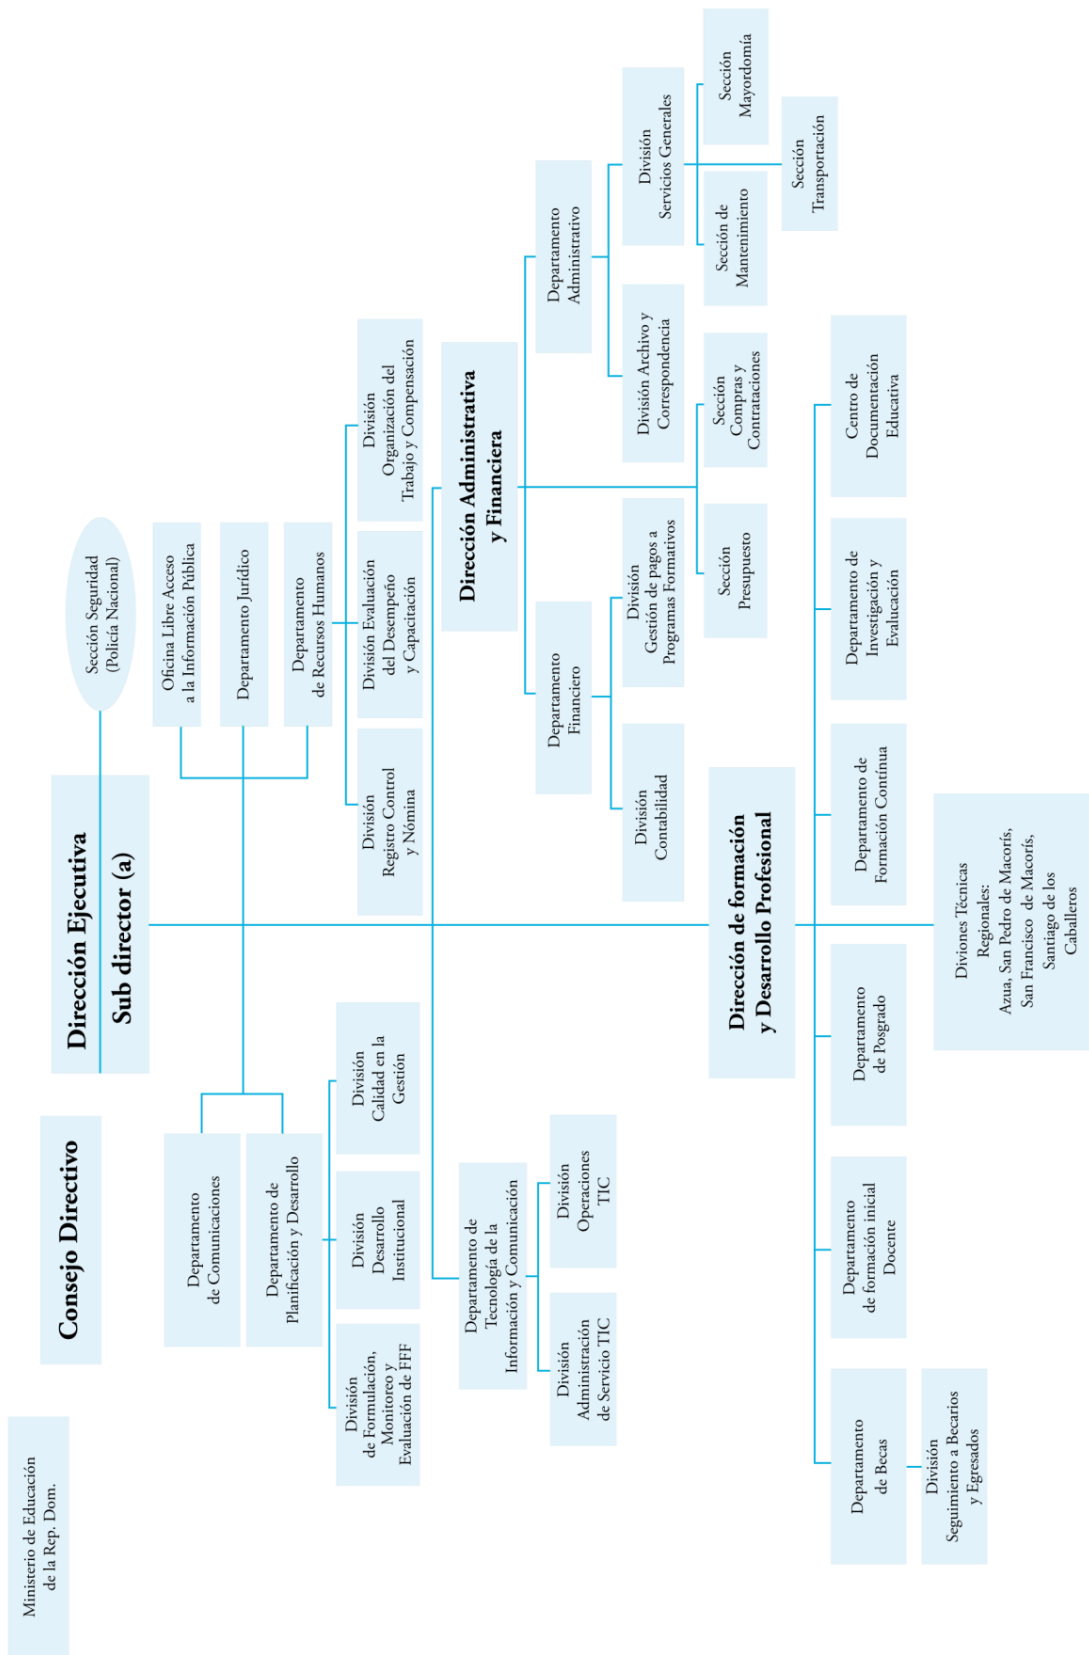 Ministerio de Educación
de la Rep. Dom.
Consejo Directivo
Dirección Ejecutiva
Sub director (a)
Sección Seguridad
(Policía Nacional)
Departamento
de Comunicaciones
Departamento de
Planificación y Desarrollo
Oficina Libre Acceso
a la Información Pública
Departamento Jurídico
Departamento
de Recursos Humanos
División
de Formulación,
Monitoreo y
Evaluación de FFF
División
Desarrollo
Institucional
División
Calidad en la
Gestión
División
Registro Control
y Nómina
División Evaluación
del Desempeño
y Capacitación
División
Organización del
Trabajo y Compensación
Departamento de
Tecnología de la
Información y Comunicación
División
Administración
de Servicio TIC
División
Operaciones
TIC
Dirección Administrativa
y Financiera
Departamento
Financiero
Departamento
Administrativo
División
Contabilidad
División
Gestión de pagos a
Programas Formativos
División Archivo y
Correspondencia
División
Servicios Generales
Sección
Presupuesto
Sección
Compras y
Contrataciones
Sección de
Mantenimiento
Sección
Mayordomía
Sección
Transportación
Dirección de formación
y Desarrollo Profesional
Departamento
de Becas
Departamento
de formación inicial
Docente
Departamento
de Posgrado
Departamento de
Formación Contínua
Departamento de
Investigación y
Evalucación
Centro de
Documentación
Educativa
División
Seguimiento a Becarios
y Egresados
Diviones Técnicas
Regionales:
Azua, San Pedro de Macorís,
San Francisco de Macorís,
Santiago de los
Caballeros